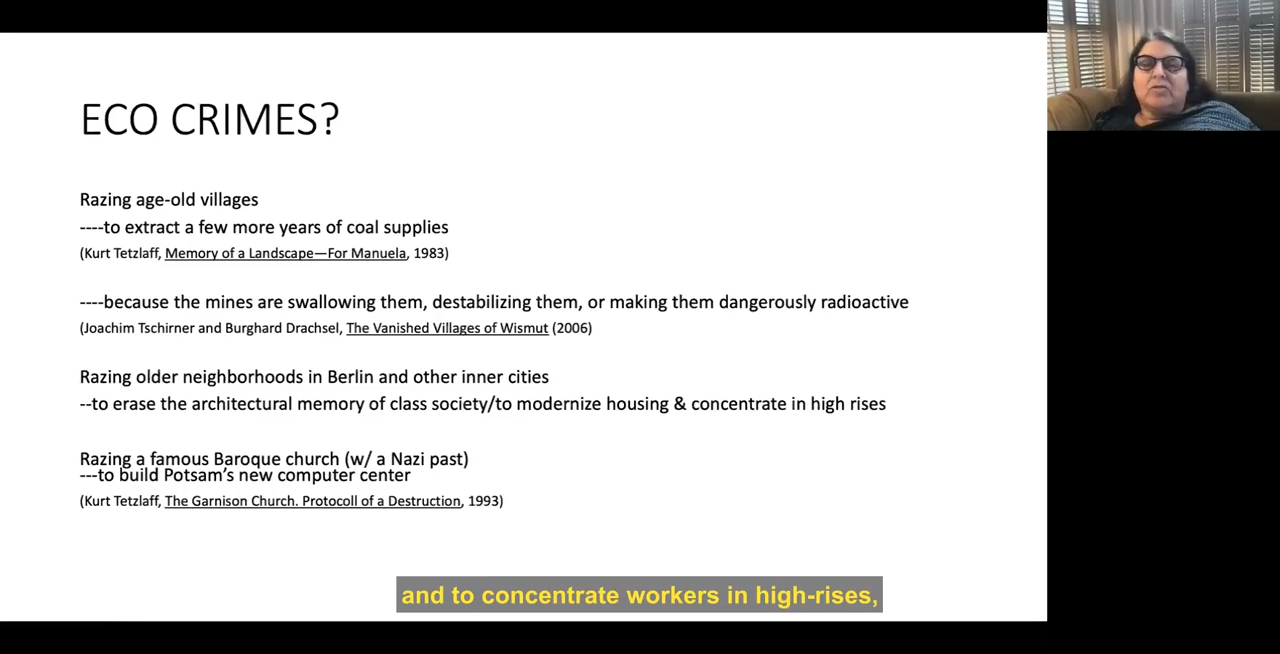 ECO CRIMES?
Razing age-old villages
----to extract a few more years of coal supplies
(Kurt Tetzlaff, Memory of a Landscape—For Manuela, 1983)
----because the mines are swallowing them, destabilizing them, or making them dangerously radioactive
(Joachim Tschirner and Burghard Drachsel, The Vanished Villages of Wismut (2006)
Razing older neighborhoods in Berlin and other inner cities
--to erase the architectural memory of class society/to modernize housing & concentrate in high rises
Razing a famous Baroque church (w/ a Nazi past)
---to build Potsam’s new computer center
(Kurt Tetzlaff, The Garnison Church. Protocoll of a Destruction, 1993)
and to concentrate workers in high-rises,